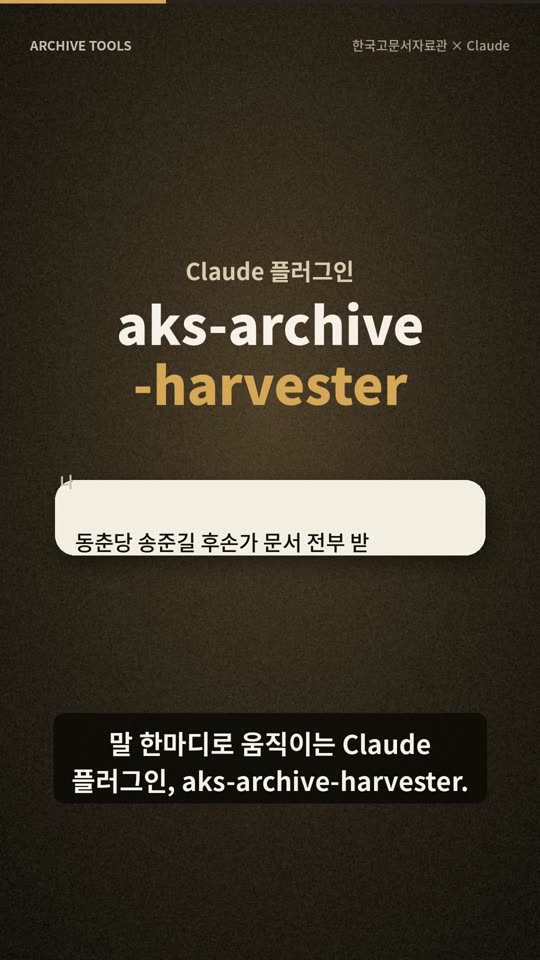 ARCHIVE TOOLS
한국고문서자료관 × Claude
Claude 플러그인
aks-archive
-harvester
나
동춘당 송준길 후손가 문서 전부 받
말 한마디로 움직이는 Claude
플러그인, aks-archive-harvester.